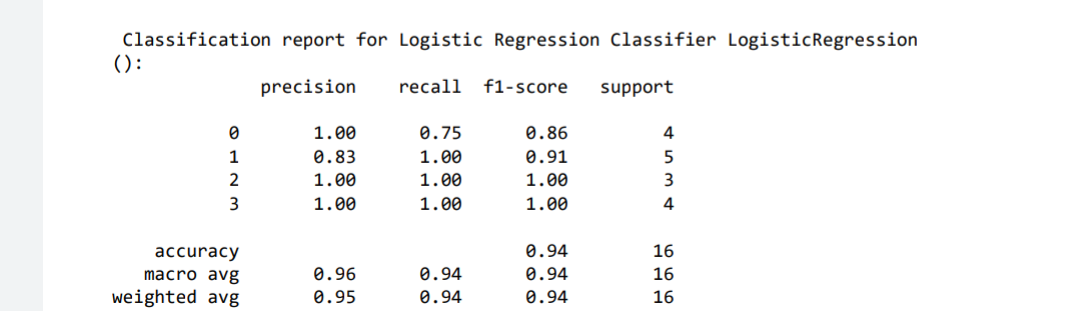 Classification report for Logistic Regression Classifier LogisticRegression
():
precision recall f1-score support
0 1.00 0.75 0.86 4
1 0.83 1.00 0.91 5
2 1.00 1.00 1.00 3
3 1.00 1.00 1.00 4
accuracy 0.94 16
macro avg 0.96 0.94 0.94 16
weighted avg 0.95 0.94 0.94 16